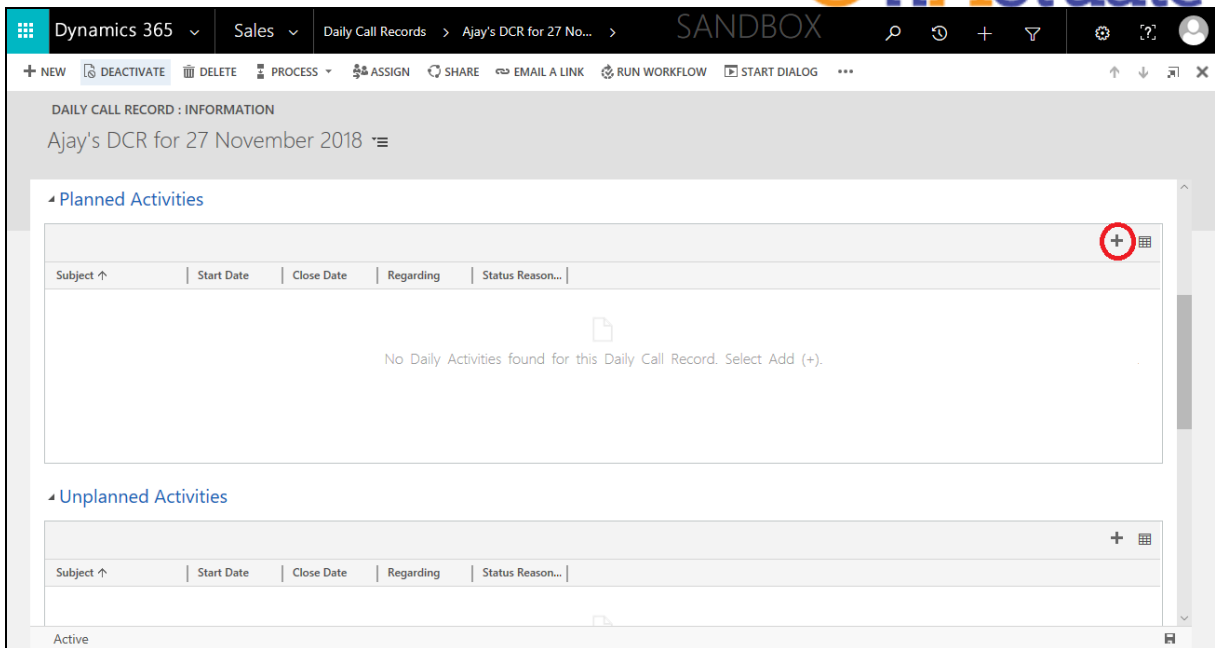 Dynamics 365 Sales Daily Call Records > Ajay's DCR for 27 No... > SANDBOX
+ NEW DEACTIVATE DELETE PROCESS ASSIGN SHARE EMAIL A LINK RUN WORKFLOW START DIALOG •••
DAILY CALL RECORD : INFORMATION
Ajay's DCR for 27 November 2018
Planned Activities
Subject ↑ Start Date Close Date Regarding Status Reason...
No Daily Activities found for this Daily Call Record. Select Add (+).
Unplanned Activities
Subject ↑ Start Date Close Date Regarding Status Reason...
Active